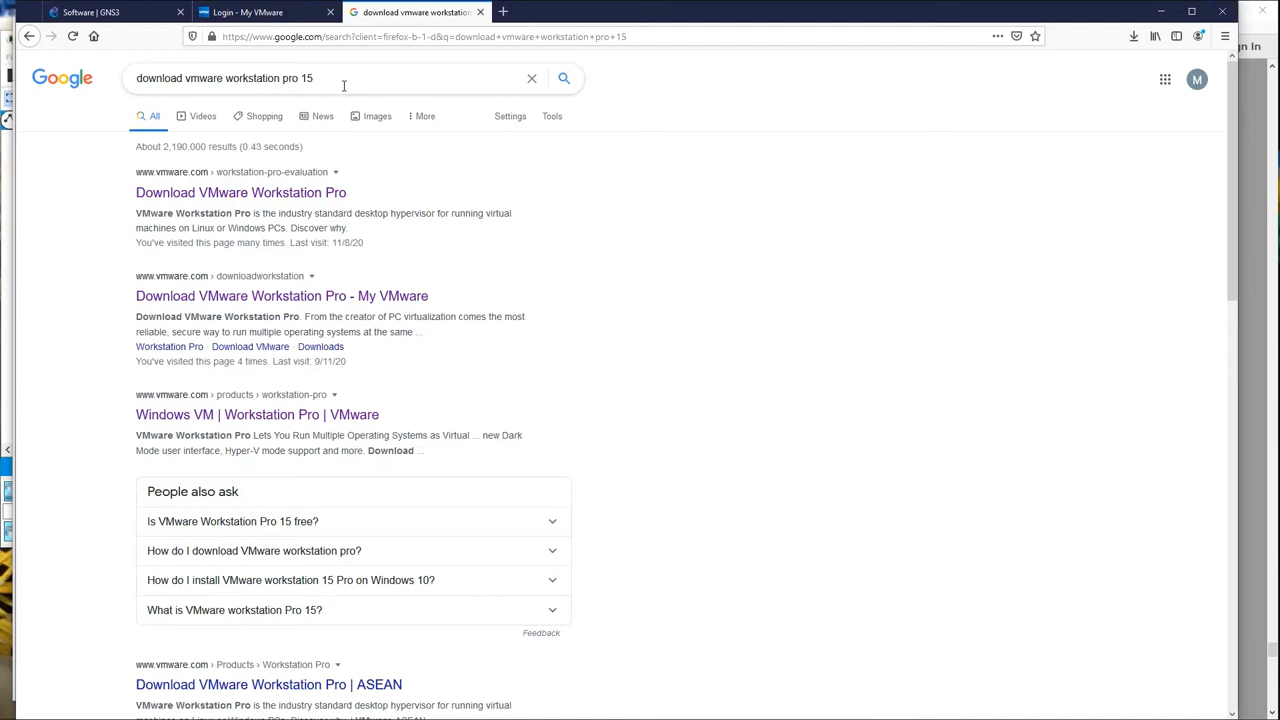 Software | GNS3
Login - My VMware
download vmware workstation
https://www.google.com/search?client=firefox-b-1-d&q=download+vmware+workstation+pro+15
Google
download vmware workstation pro 15
M
All
Videos
Shopping
News
Images
More
Settings
Tools
About 2,190,000 results (0.43 seconds)
www.vmware.com › workstation-pro-evaluation
Download VMware Workstation Pro
VMware Workstation Pro is the industry standard desktop hypervisor for running virtual
machines on Linux or Windows PCs. Discover why.
You've visited this page many times. Last visit: 11/8/20
www.vmware.com › downloadworkstation
Download VMware Workstation Pro - My VMware
Download VMware Workstation Pro. From the creator of PC virtualization comes the most
reliable, secure way to run multiple operating systems at the same ...
Workstation Pro · Download VMware · Downloads
You've visited this page 4 times. Last visit: 9/11/20
www.vmware.com › products › workstation-pro
Windows VM | Workstation Pro | VMware
VMware Workstation Pro Lets You Run Multiple Operating Systems as Virtual ... new Dark
Mode user interface, Hyper-V mode support and more. Download ...
People also ask
Is VMware Workstation Pro 15 free?
How do I download VMware workstation pro?
How do I install VMware workstation 15 Pro on Windows 10?
What is VMware workstation Pro 15?
Feedback
www.vmware.com › Products › Workstation Pro
Download VMware Workstation Pro | ASEAN
VMware Workstation Pro is the industry standard desktop hypervisor for running virtual